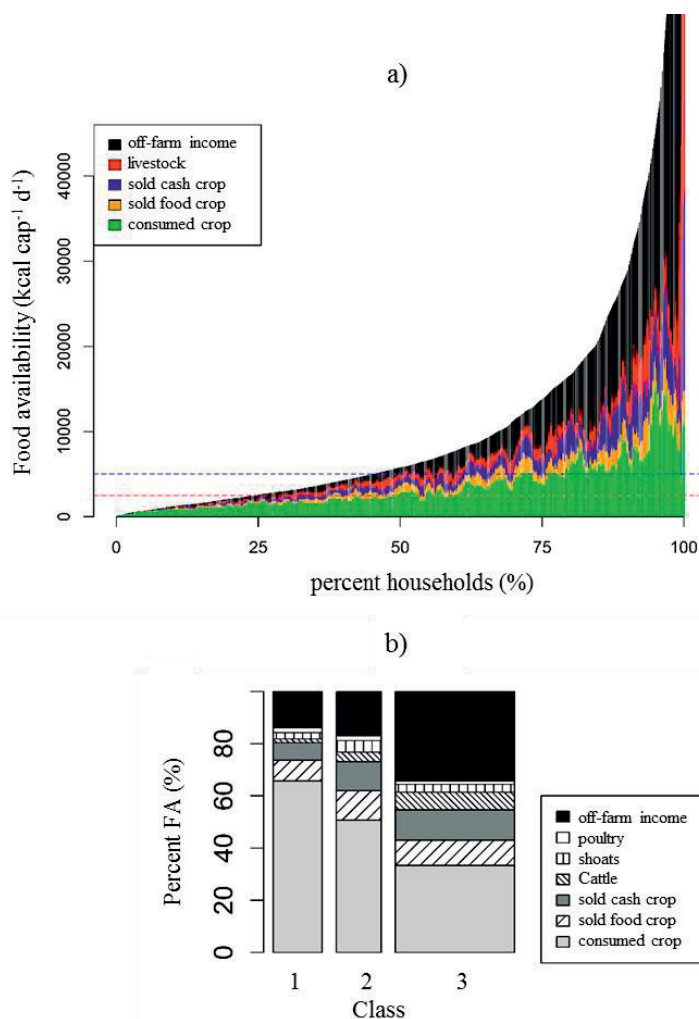 a)
off-farm income
livestock
sold cash crop
sold food crop
consumed crop
Food availability (kcal cap⁻¹ d⁻¹)
40000
30000
20000
10000
0
0 25 50 75 100
percent households (%)
b)
Percent FA (%)
80
60
40
20
0
off-farm income
poultry
shoats
Cattle
sold cash crop
sold food crop
consumed crop
1 2 3
Class